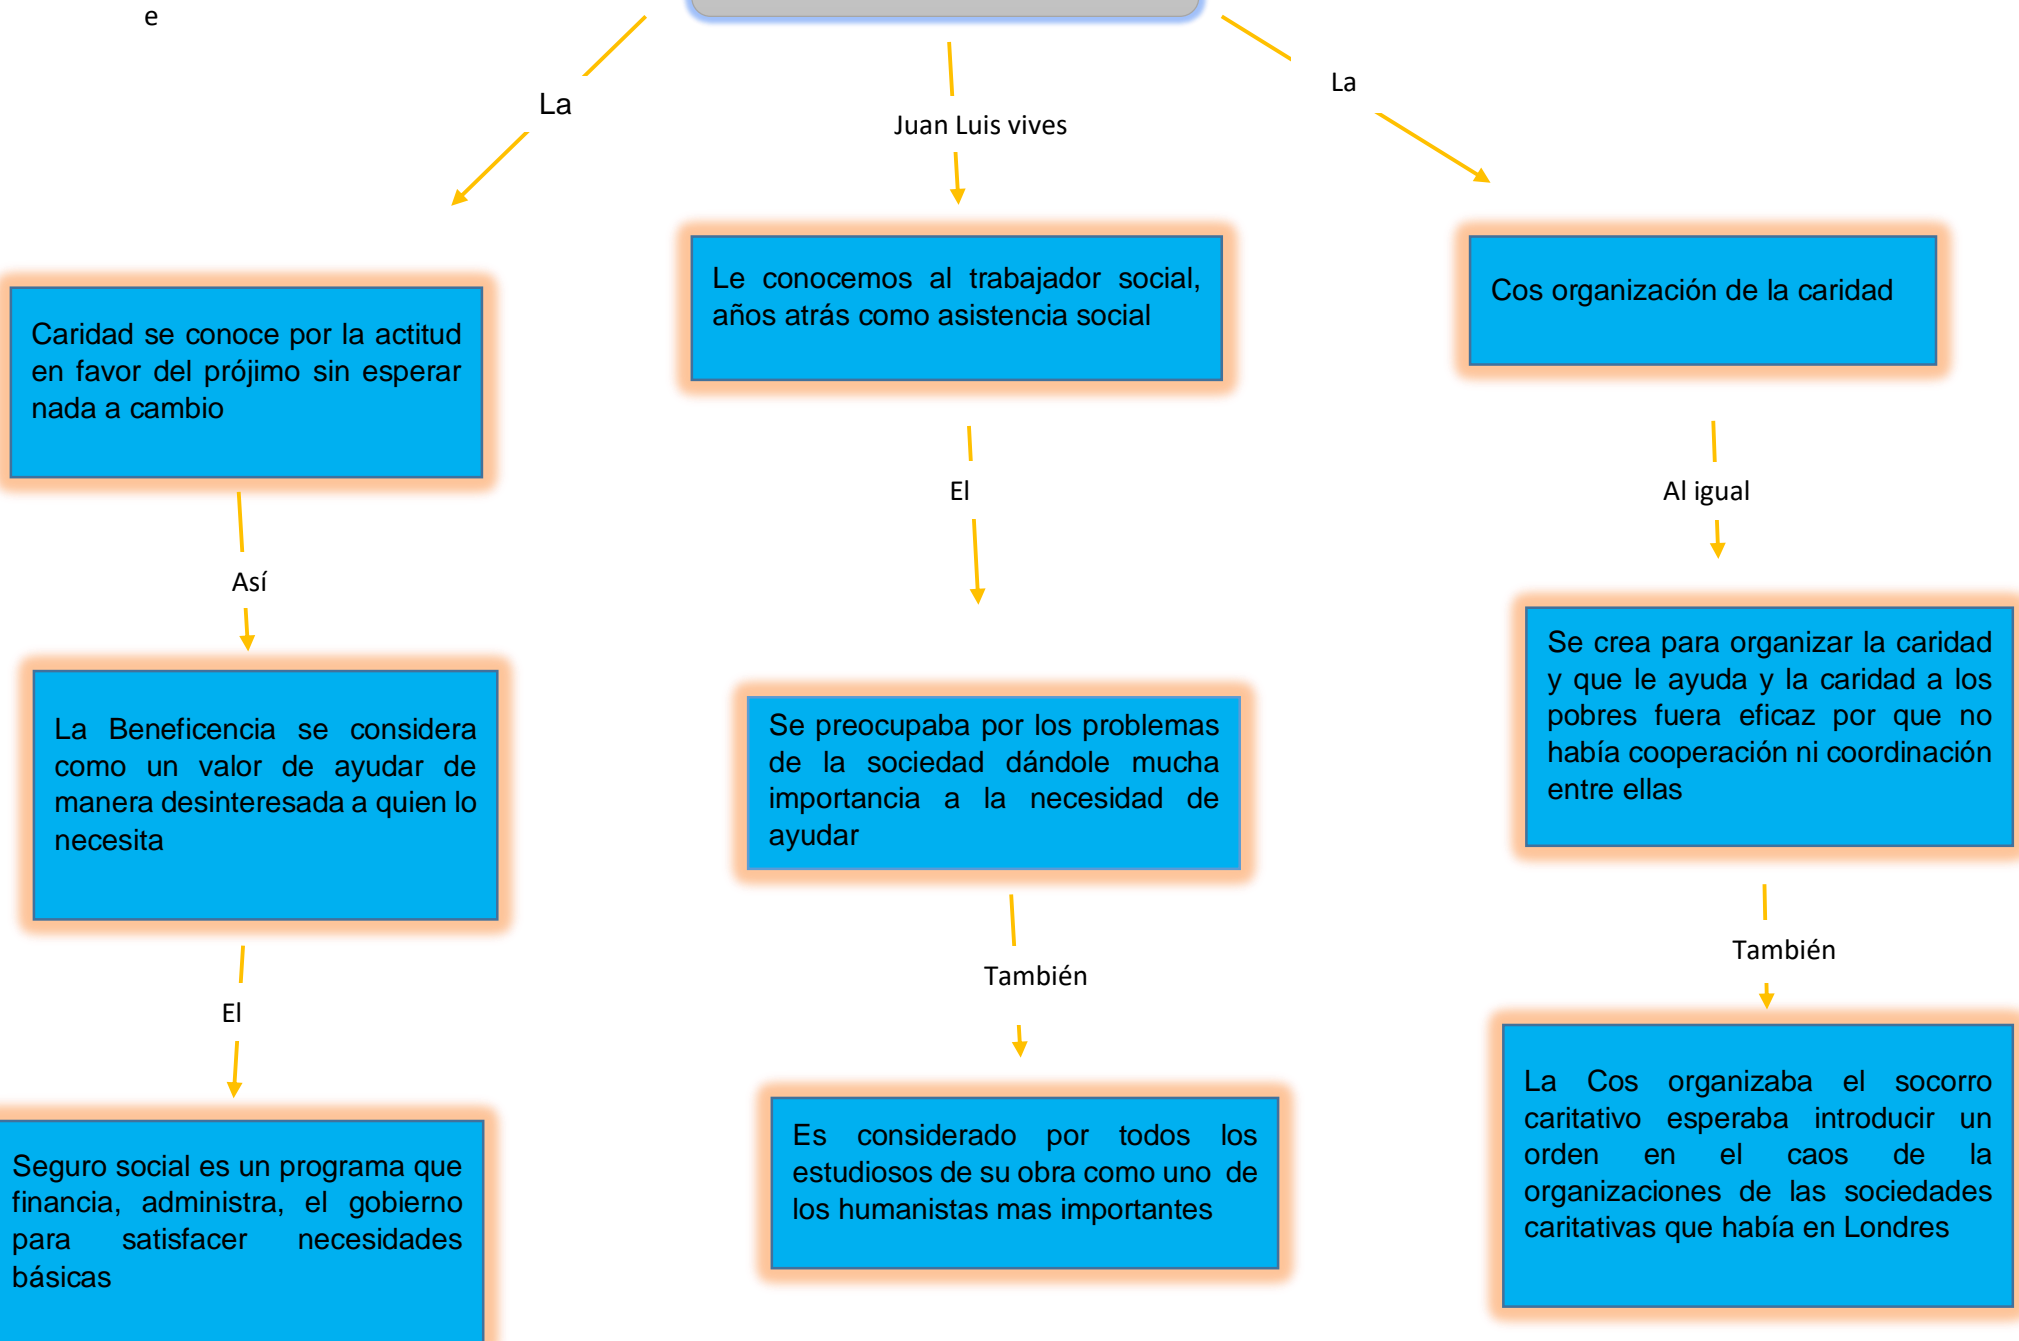 e
La
Caridad se conoce por la actitud
en favor del prójimo sin esperar
nada a cambio
Así
La Beneficencia se considera
como un valor de ayudar de
manera desinteresada a quien lo
necesita
El
Seguro social es un programa que
financia, administra, el gobierno
para satisfacer necesidades
básicas
Juan Luis vives
Le conocemos al trabajador social,
años atrás como asistencia social
El
Se preocupaba por los problemas
de la sociedad dándole mucha
importancia a la necesidad de
ayudar
También
Es considerado por todos los
estudiosos de su obra como uno de
los humanistas mas importantes
La
Cos organización de la caridad
Al igual
Se crea para organizar la caridad
y que le ayuda y la caridad a los
pobres fuera eficaz por que no
había cooperación ni coordinación
entre ellas
También
La Cos organizaba el socorro
caritativo esperaba introducir un
orden en el caos de la
organizaciones de las sociedades
caritativas que había en Londres